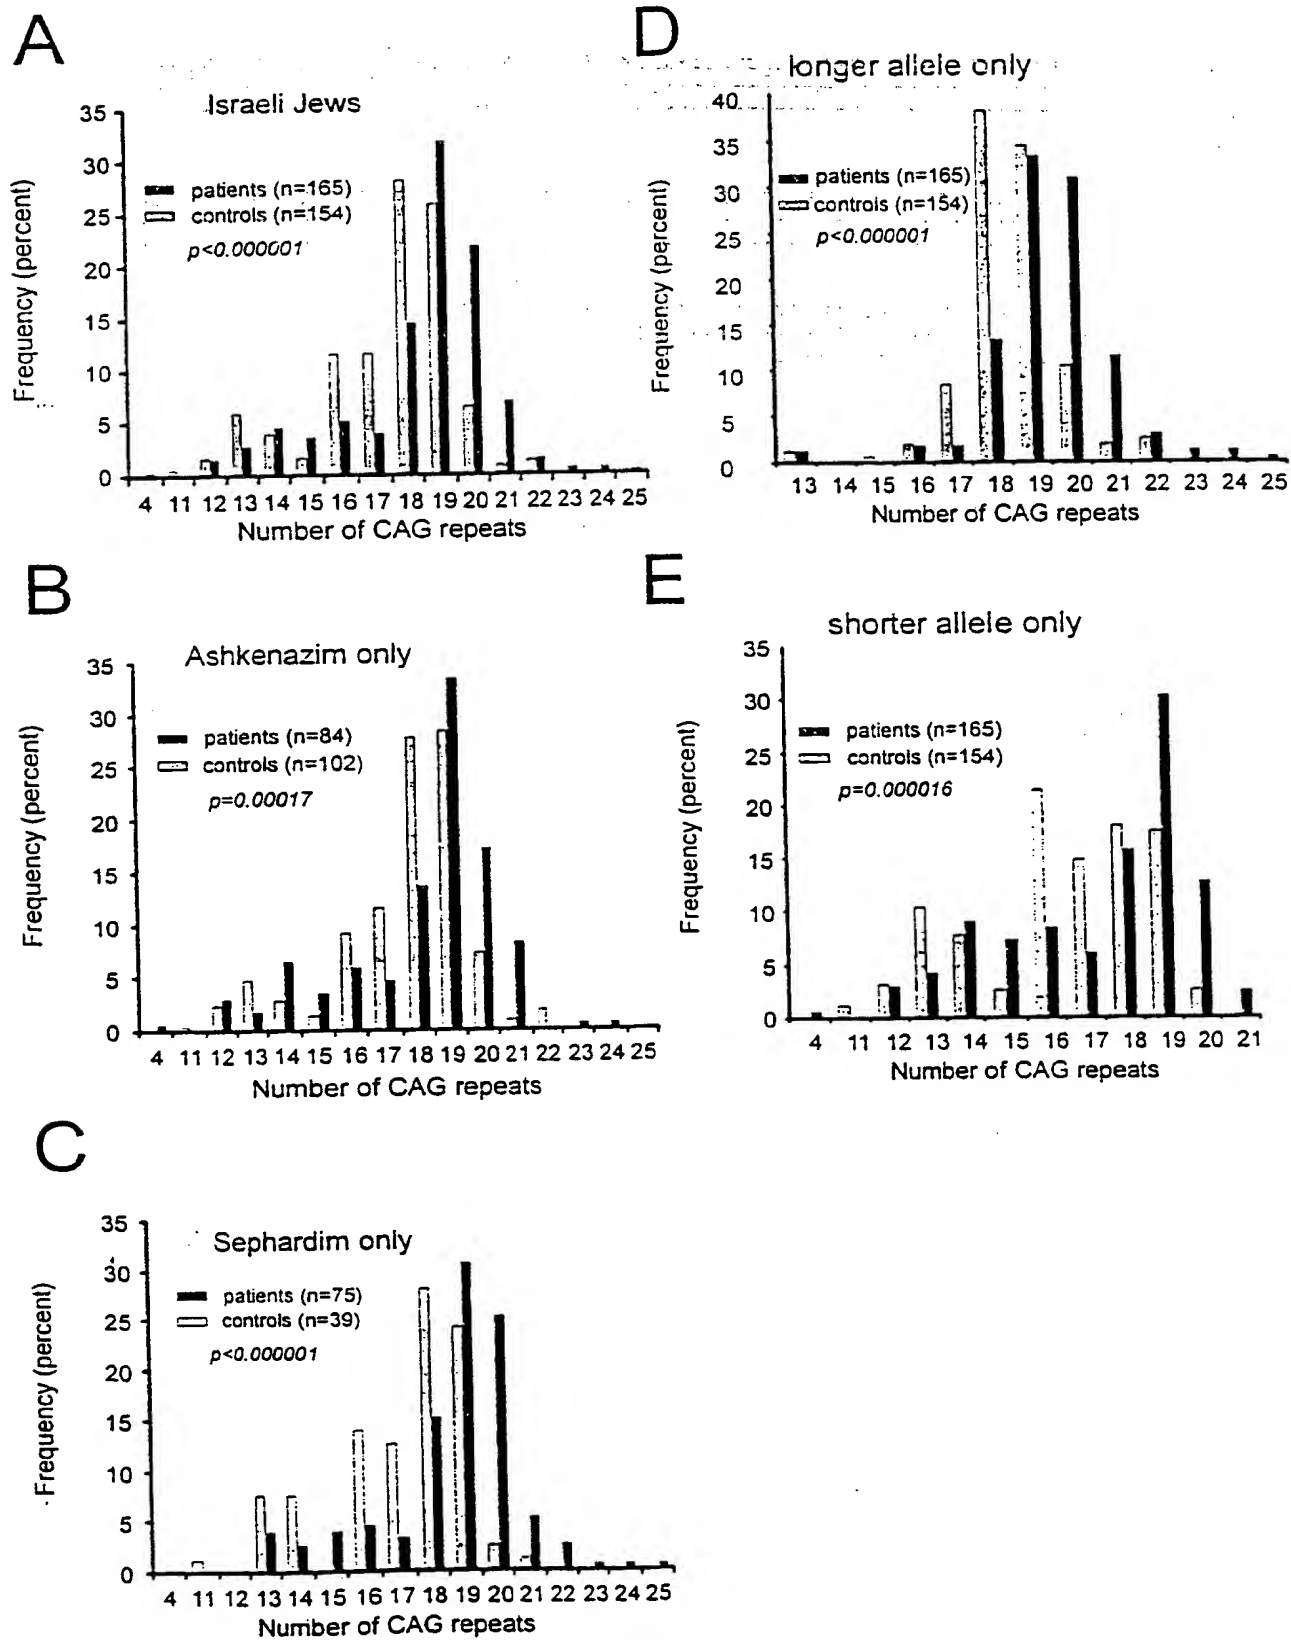 A
Israeli Jews
35
30
25
20
15
10
5
0
Frequency (percent)
patients (n=165)
controls (n=154)
p<0.000001
4 11 12 13 14 15 16 17 18 19 20 21 22 23 24 25
Number of CAG repeats
B
Ashkenazim only
35
30
25
20
15
10
5
0
Frequency (percent)
patients (n=84)
controls (n=102)
p=0.00017
4 11 12 13 14 15 16 17 18 19 20 21 22 23 24 25
Number of CAG repeats
C
Sephardim only
35
30
25
20
15
10
5
0
Frequency (percent)
patients (n=75)
controls (n=39)
p<0.000001
4 11 12 13 14 15 16 17 18 19 20 21 22 23 24 25
Number of CAG repeats
D
longer allele only
40
35
30
25
20
15
10
5
0
Frequency (percent)
patients (n=165)
controls (n=154)
p<0.000001
13 14 15 16 17 18 19 20 21 22 23 24 25
Number of CAG repeats
E
shorter allele only
35
30
25
20
15
10
5
0
Frequency (percent)
patients (n=165)
controls (n=154)
p=0.000016
4 11 12 13 14 15 16 17 18 19 20 21
Number of CAG repeats